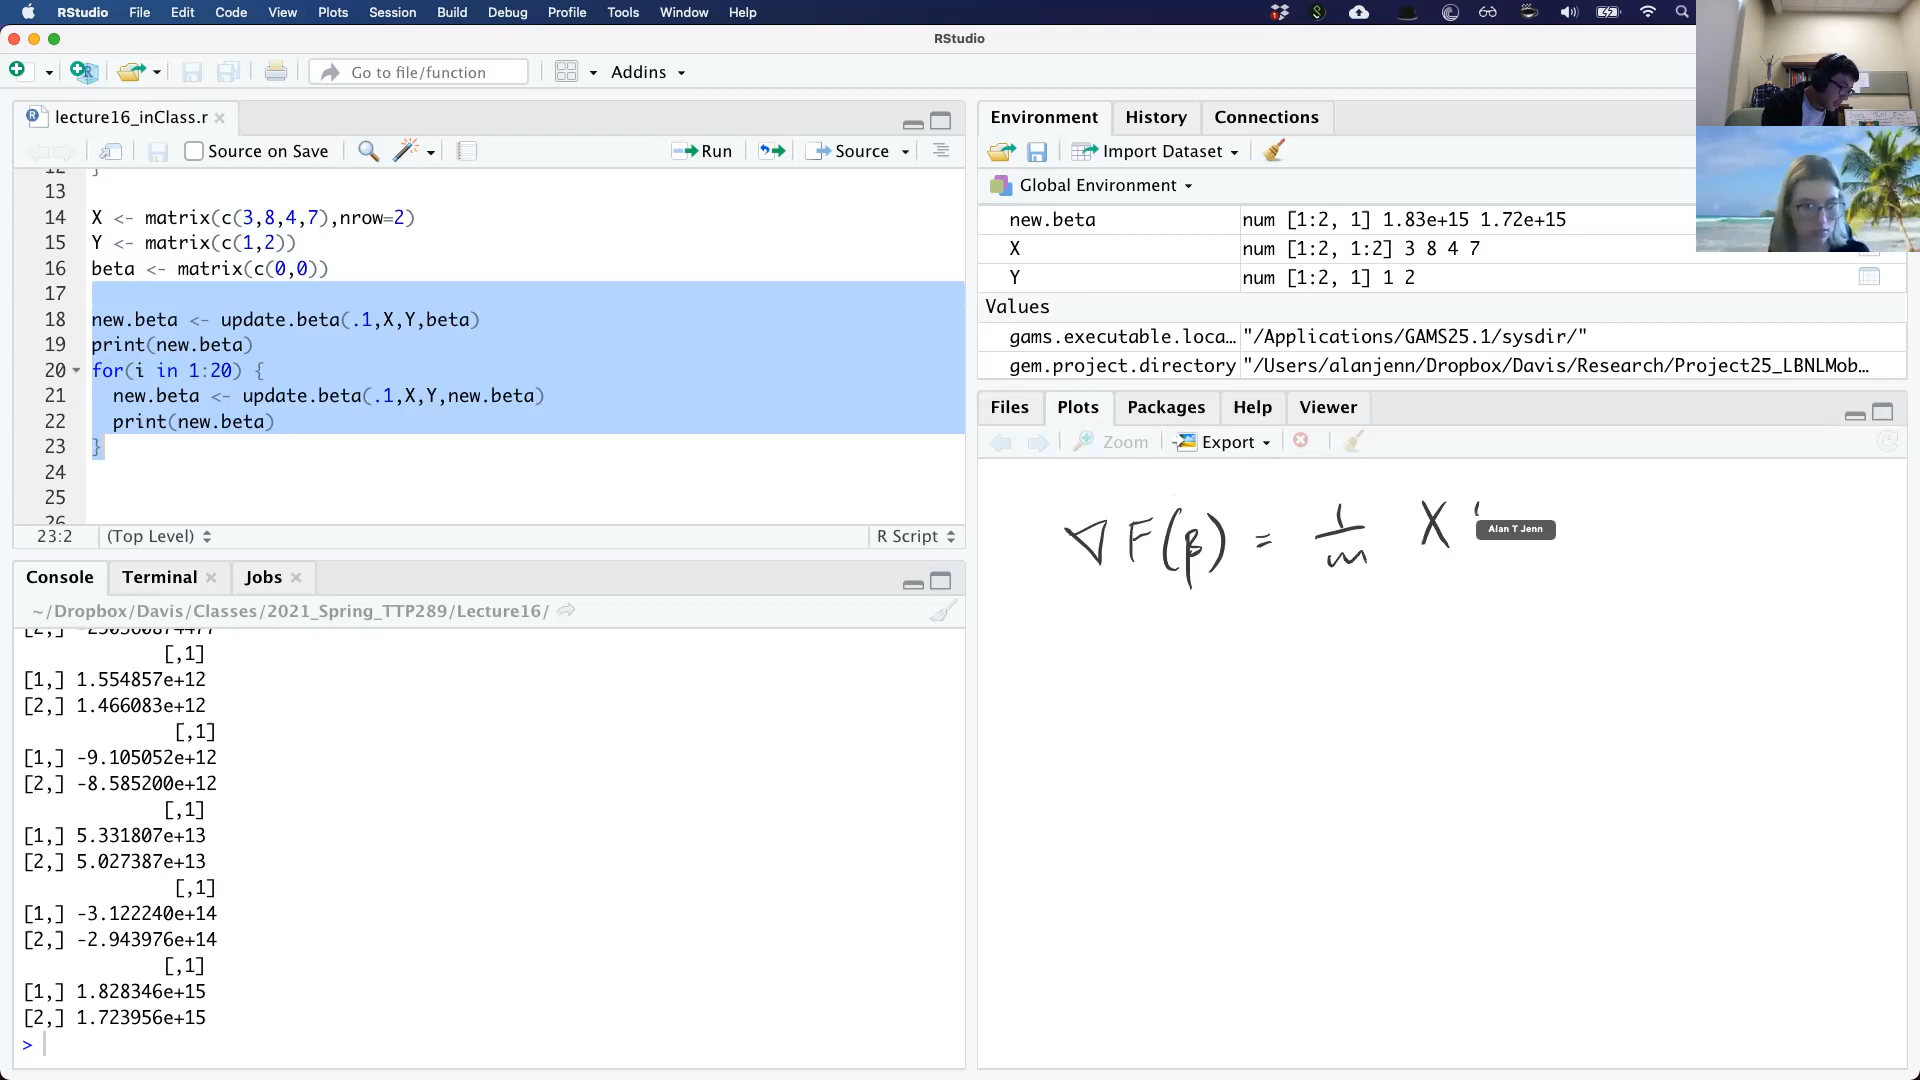 RStudio File Edit Code View Plots Session Build Debug Profile Tools Window Help
RStudio
Go to file/function Addins
lecture16_inClass.r
Source on Save Run Source
12 }
13
14 X <- matrix(c(3,8,4,7),nrow=2)
15 Y <- matrix(c(1,2))
16 beta <- matrix(c(0,0))
17
18 new.beta <- update.beta(.1,X,Y,beta)
19 print(new.beta)
20 for(i in 1:20) {
21 new.beta <- update.beta(.1,X,Y,new.beta)
22 print(new.beta)
23 }
24
25
26
23:2 (Top Level) R Script
Console Terminal Jobs
~/Dropbox/Davis/Classes/2021_Spring_TTP289/Lecture16/
[,1]
[1,] 1.554857e+12
[2,] 1.466083e+12
[,1]
[1,] -9.105052e+12
[2,] -8.585200e+12
[,1]
[1,] 5.331807e+13
[2,] 5.027387e+13
[,1]
[1,] -3.122240e+14
[2,] -2.943976e+14
[,1]
[1,] 1.828346e+15
[2,] 1.723956e+15
>
Environment History Connections
Import Dataset
Global Environment
new.beta num [1:2, 1] 1.83e+15 1.72e+15
X num [1:2, 1:2] 3 8 4 7
Y num [1:2, 1] 1 2
Values
gams.executable.loca… "/Applications/GAMS25.1/sysdir/"
gem.project.directory "/Users/alanjenn/Dropbox/Davis/Research/Project25_LBNLMob…
Files Plots Packages Help Viewer
Zoom Export
∇ F(β) = 1/m X
Alan T Jenn